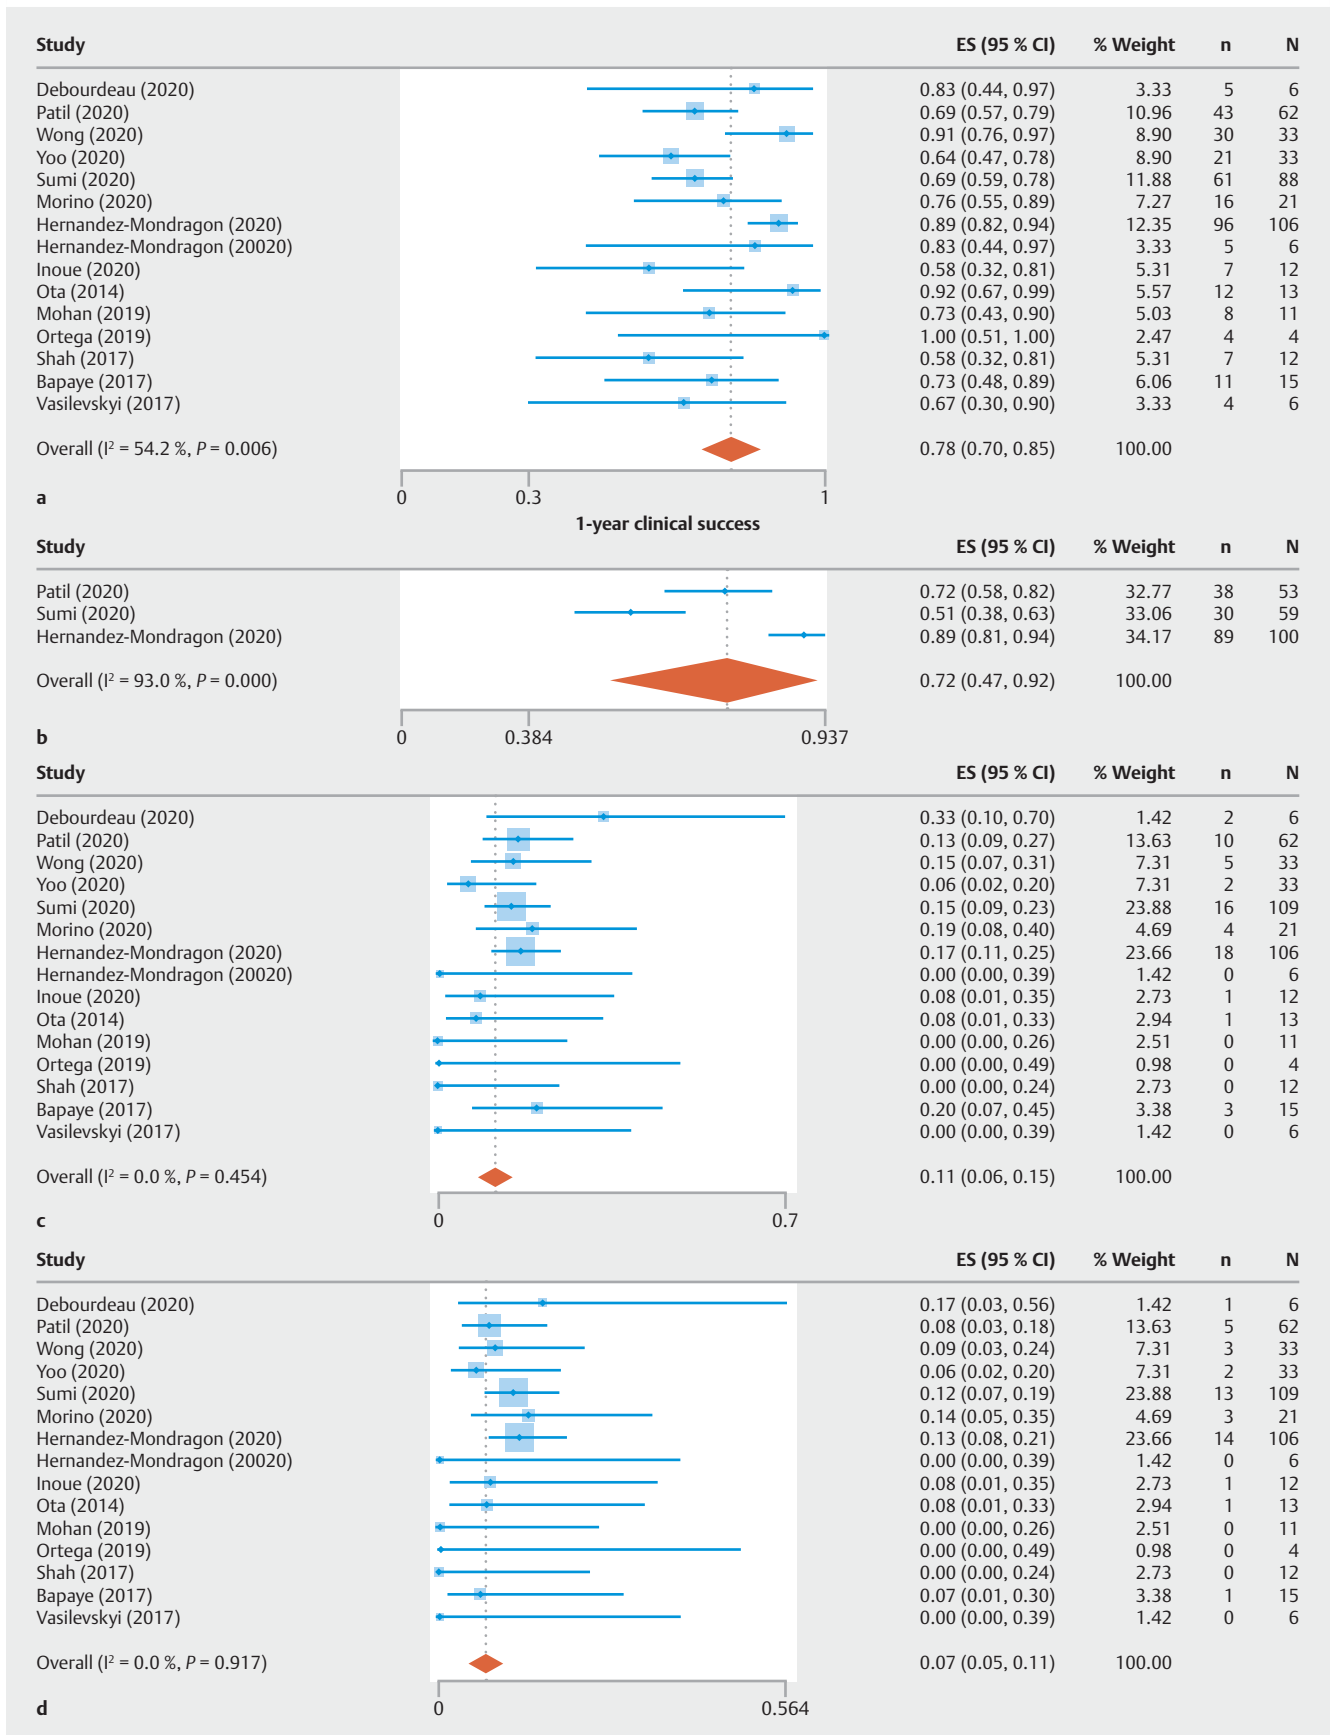 Study ES (95 % CI) % Weight n N
Debourdeau (2020) 0.83 (0.44, 0.97) 3.33 5 6
Patil (2020) 0.69 (0.57, 0.79) 10.96 43 62
Wong (2020) 0.91 (0.76, 0.97) 8.90 30 33
Yoo (2020) 0.64 (0.47, 0.78) 8.90 21 33
Sumi (2020) 0.69 (0.59, 0.78) 11.88 61 88
Morino (2020) 0.76 (0.55, 0.89) 7.27 16 21
Hernandez-Mondragon (2020) 0.89 (0.82, 0.94) 12.35 96 106
Hernandez-Mondragon (20020) 0.83 (0.44, 0.97) 3.33 5 6
Inoue (2020) 0.58 (0.32, 0.81) 5.31 7 12
Ota (2014) 0.92 (0.67, 0.99) 5.57 12 13
Mohan (2019) 0.73 (0.43, 0.90) 5.03 8 11
Ortega (2019) 1.00 (0.51, 1.00) 2.47 4 4
Shah (2017) 0.58 (0.32, 0.81) 5.31 7 12
Bapaye (2017) 0.73 (0.48, 0.89) 6.06 11 15
Vasilevskyi (2017) 0.67 (0.30, 0.90) 3.33 4 6
Overall (I² = 54.2 %, P = 0.006) 0.78 (0.70, 0.85) 100.00
a 0 0.3 1
1-year clinical success
Study ES (95 % CI) % Weight n N
Patil (2020) 0.72 (0.58, 0.82) 32.77 38 53
Sumi (2020) 0.51 (0.38, 0.63) 33.06 30 59
Hernandez-Mondragon (2020) 0.89 (0.81, 0.94) 34.17 89 100
Overall (I² = 93.0 %, P = 0.000) 0.72 (0.47, 0.92) 100.00
b 0 0.384 0.937
Study ES (95 % CI) % Weight n N
Debourdeau (2020) 0.33 (0.10, 0.70) 1.42 2 6
Patil (2020) 0.13 (0.09, 0.27) 13.63 10 62
Wong (2020) 0.15 (0.07, 0.31) 7.31 5 33
Yoo (2020) 0.06 (0.02, 0.20) 7.31 2 33
Sumi (2020) 0.15 (0.09, 0.23) 23.88 16 109
Morino (2020) 0.19 (0.08, 0.40) 4.69 4 21
Hernandez-Mondragon (2020) 0.17 (0.11, 0.25) 23.66 18 106
Hernandez-Mondragon (20020) 0.00 (0.00, 0.39) 1.42 0 6
Inoue (2020) 0.08 (0.01, 0.35) 2.73 1 12
Ota (2014) 0.08 (0.01, 0.33) 2.94 1 13
Mohan (2019) 0.00 (0.00, 0.26) 2.51 0 11
Ortega (2019) 0.00 (0.00, 0.49) 0.98 0 4
Shah (2017) 0.00 (0.00, 0.24) 2.73 0 12
Bapaye (2017) 0.20 (0.07, 0.45) 3.38 3 15
Vasilevskyi (2017) 0.00 (0.00, 0.39) 1.42 0 6
Overall (I² = 0.0 %, P = 0.454) 0.11 (0.06, 0.15) 100.00
c 0 0.7
Study ES (95 % CI) % Weight n N
Debourdeau (2020) 0.17 (0.03, 0.56) 1.42 1 6
Patil (2020) 0.08 (0.03, 0.18) 13.63 5 62
Wong (2020) 0.09 (0.03, 0.24) 7.31 3 33
Yoo (2020) 0.06 (0.02, 0.20) 7.31 2 33
Sumi (2020) 0.12 (0.07, 0.19) 23.88 13 109
Morino (2020) 0.14 (0.05, 0.35) 4.69 3 21
Hernandez-Mondragon (2020) 0.13 (0.08, 0.21) 23.66 14 106
Hernandez-Mondragon (20020) 0.00 (0.00, 0.39) 1.42 0 6
Inoue (2020) 0.08 (0.01, 0.35) 2.73 1 12
Ota (2014) 0.08 (0.01, 0.33) 2.94 1 13
Mohan (2019) 0.00 (0.00, 0.26) 2.51 0 11
Ortega (2019) 0.00 (0.00, 0.49) 0.98 0 4
Shah (2017) 0.00 (0.00, 0.24) 2.73 0 12
Bapaye (2017) 0.07 (0.01, 0.30) 3.38 1 15
Vasilevskyi (2017) 0.00 (0.00, 0.39) 1.42 0 6
Overall (I² = 0.0 %, P = 0.917) 0.07 (0.05, 0.11) 100.00
d 0 0.564